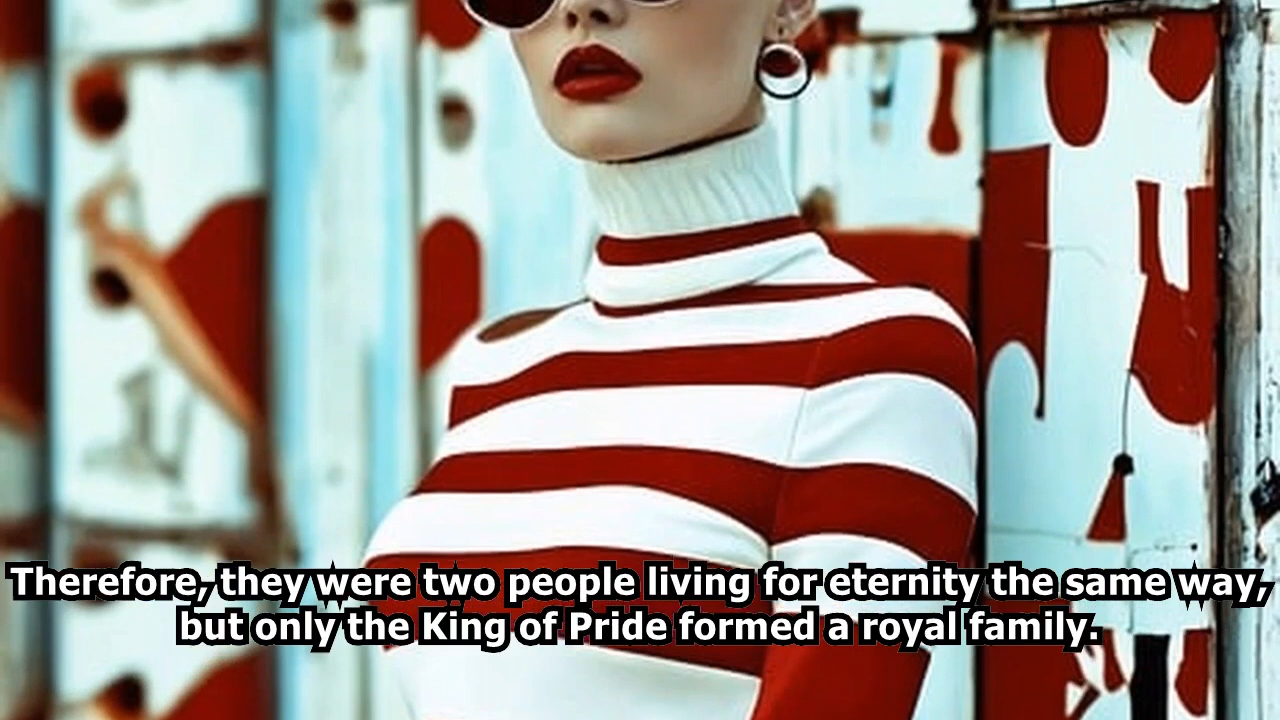 Therefore, they were two people living for eternity the same way,
but only the King of Pride formed a royal family.